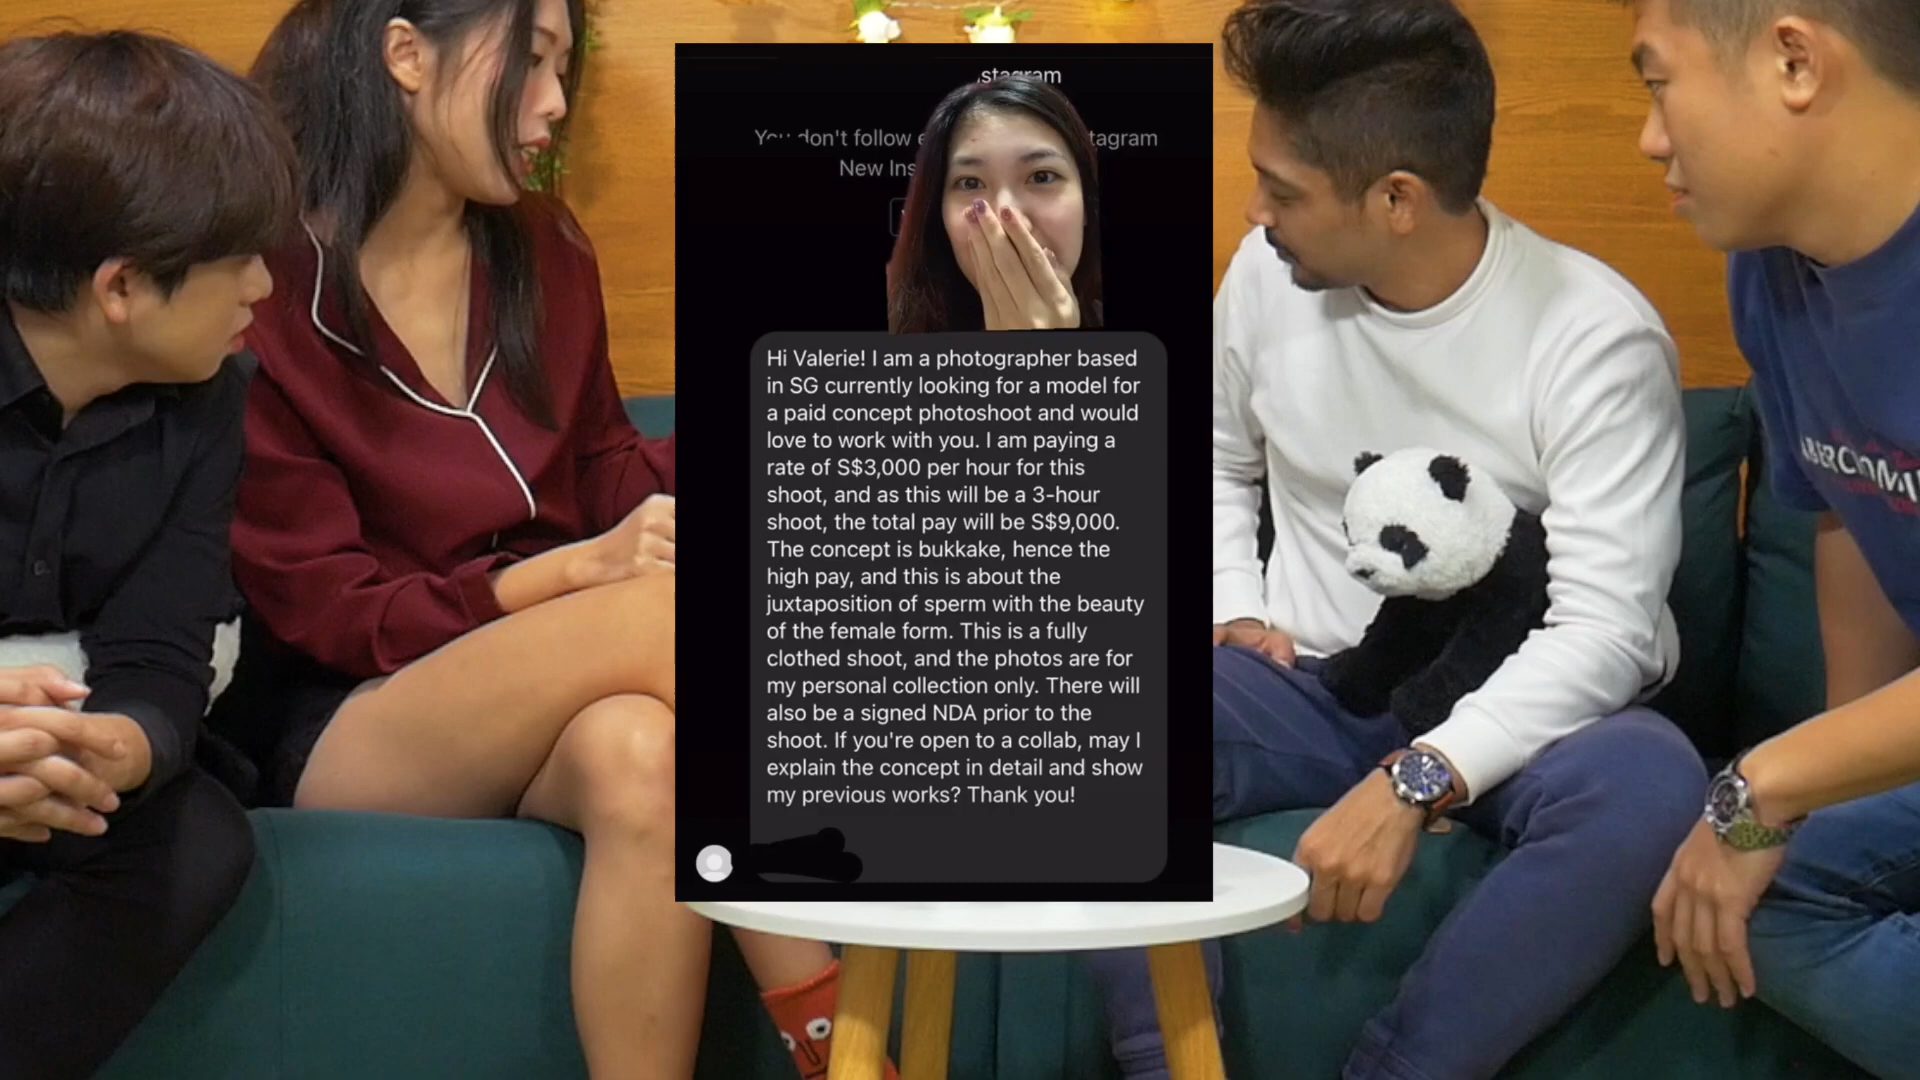 You don't follow
New Ins
Hi Valerie! I am a photographer based
in SG currently looking for a model for
a paid concept photoshoot and would
love to work with you. I am paying a
rate of S$3,000 per hour for this
shoot, and as this will be a 3-hour
shoot, the total pay will be S$9,000.
The concept is bukkake, hence the
high pay, and this is about the
juxtaposition of sperm with the beauty
of the female form. This is a fully
clothed shoot, and the photos are for
my personal collection only. There will
also be a signed NDA prior to the
shoot. If you're open to a collab, may I
explain the concept in detail and show
my previous works? Thank you!